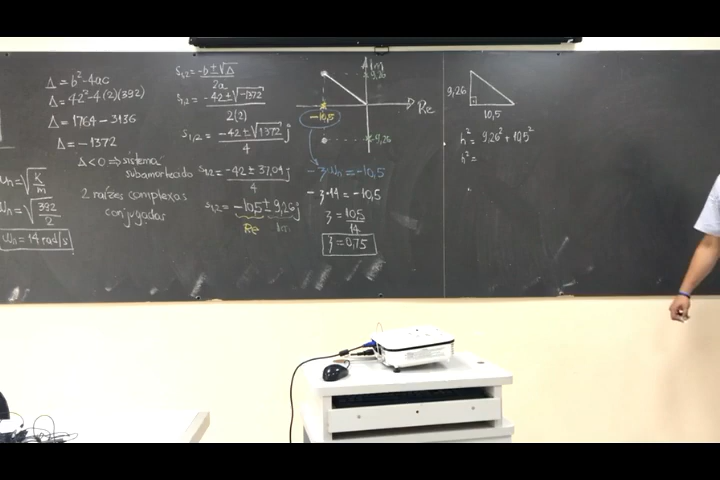 Δ = b² - 4ac
Δ = 42² - 4(2)(392)
Δ = 1764 - 3136
Δ = -1372
Δ < 0 ⇒ sistema
subamortecido
2 raízes complexas
conjugadas
ωn = √(K/m)
ωn = √(392/2)
ωn = 14 rad/s
S1,2 = (-b ± √Δ)/2a
S1,2 = (-42 ± √-1372)/2(2)
S1,2 = (-42 ± √1372 j)/4
S1,2 = (-42 ± 37,04 j)/4
S1,2 = -10,5 ± 9,26j
Re Im
Im
9,26
Re
-10,5
-9,26
-ξ·ωn = -10,5
-ξ·14 = -10,5
ξ = 10,5/14
ξ = 0,75
9,26
10,5
h² = 9,26² + 10,5²
h² =